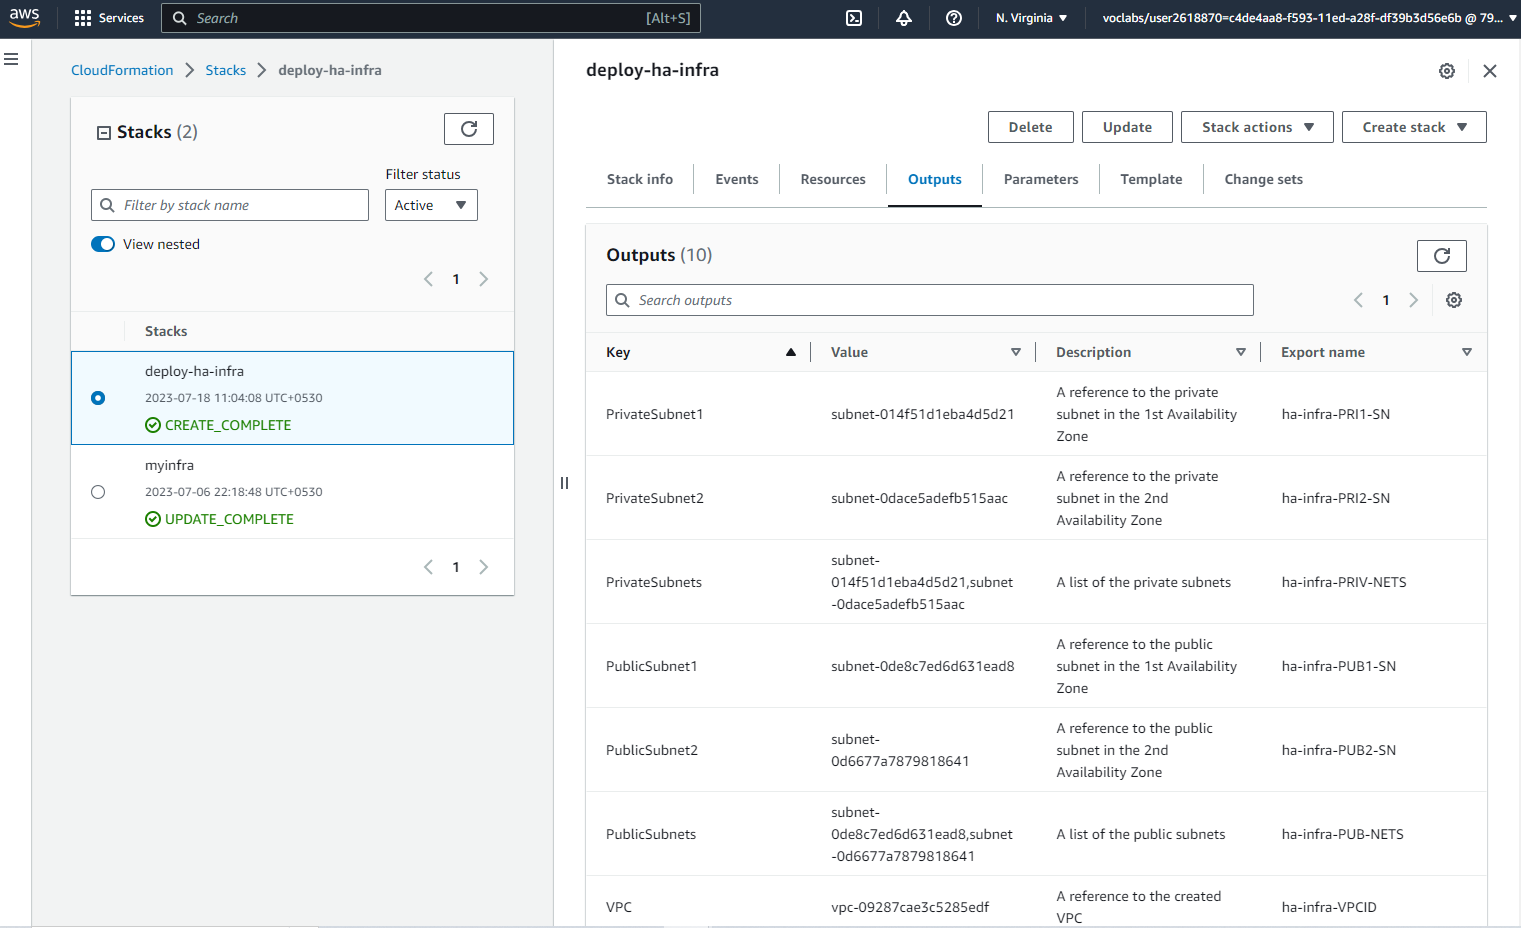 aws
Services
Search [Alt+S]
N. Virginia
voclabs/user2618870=c4de4aa8-f593-11ed-a28f-df39b3d56e6b @ 79...
CloudFormation
Stacks
deploy-ha-infra
Stacks (2)
Filter status
Filter by stack name
Active
View nested
1
Stacks
deploy-ha-infra
2023-07-18 11:04:08 UTC+0530
CREATE_COMPLETE
myinfra
2023-07-06 22:18:48 UTC+0530
UPDATE_COMPLETE
1
deploy-ha-infra
Delete
Update
Stack actions
Create stack
Stack info
Events
Resources
Outputs
Parameters
Template
Change sets
Outputs (10)
Search outputs
1
Key
Value
Description
Export name
PrivateSubnet1
subnet-014f51d1eba4d5d21
A reference to the private
subnet in the 1st Availability
Zone
ha-infra-PRI1-SN
PrivateSubnet2
subnet-0dace5adefb515aac
A reference to the private
subnet in the 2nd
Availability Zone
ha-infra-PRI2-SN
PrivateSubnets
subnet-
014f51d1eba4d5d21,subnet
-0dace5adefb515aac
A list of the private subnets
ha-infra-PRIV-NETS
PublicSubnet1
subnet-0de8c7ed6d631ead8
A reference to the public
subnet in the 1st Availability
Zone
ha-infra-PUB1-SN
PublicSubnet2
subnet-
0d6677a7879818641
A reference to the public
subnet in the 2nd
Availability Zone
ha-infra-PUB2-SN
PublicSubnets
subnet-
0de8c7ed6d631ead8,subnet
-0d6677a7879818641
A list of the public subnets
ha-infra-PUB-NETS
VPC
vpc-09287cae3c5285edf
A reference to the created
VPC
ha-infra-VPCID